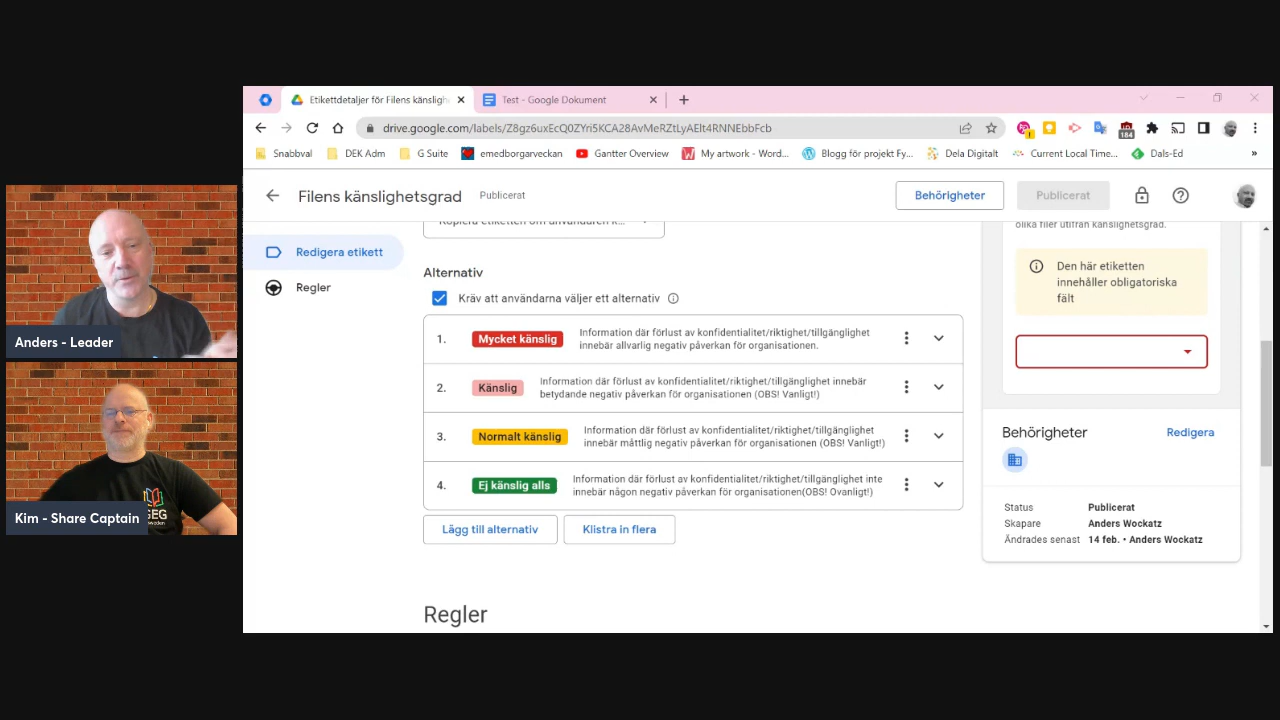 Etikettdetaljer för Filens känsligh
Test - Google Dokument
drive.google.com/labels/Z8gz6uxEcQ0ZYri5KCA28AvMeRZtLyAElt4RNNEbbFcb
1
184
Snabbval
DEK Adm
G Suite
emedborgarveckan
Gantter Overview
My artwork - Word...
Blogg för projekt Fy...
Dela Digitalt
Current Local Time...
Dals-Ed
»
Filens känslighetsgrad
Publicerat
Behörigheter
Publicerat
Redigera etikett
Regler
Kopiera etiketten om användaren k...
Alternativ
Kräv att användarna väljer ett alternativ
1.
Mycket känslig
Information där förlust av konfidentialitet/riktighet/tillgänglighet
innebär allvarlig negativ påverkan för organisationen.
2.
Känslig
Information där förlust av konfidentialitet/riktighet/tillgänglighet innebär
betydande negativ påverkan för organisationen (OBS! Vanligt!)
3.
Normalt känslig
Information där förlust av konfidentialitet/riktighet/tillgänglighet
innebär måttlig negativ påverkan för organisationen (OBS! Vanligt!)
4.
Ej känslig alls
Information där förlust av konfidentialitet/riktighet/tillgänglighet inte
innebär någon negativ påverkan för organisationen(OBS! Ovanligt!)
Lägg till alternativ
Klistra in flera
Regler
olika filer utifrån känslighetsgrad.
Den här etiketten
innehåller obligatoriska
fält
Behörigheter
Redigera
Status
Publicerat
Skapare
Anders Wockatz
Ändrades senast
14 feb. • Anders Wockatz
Anders - Leader
Kim - Share Captain